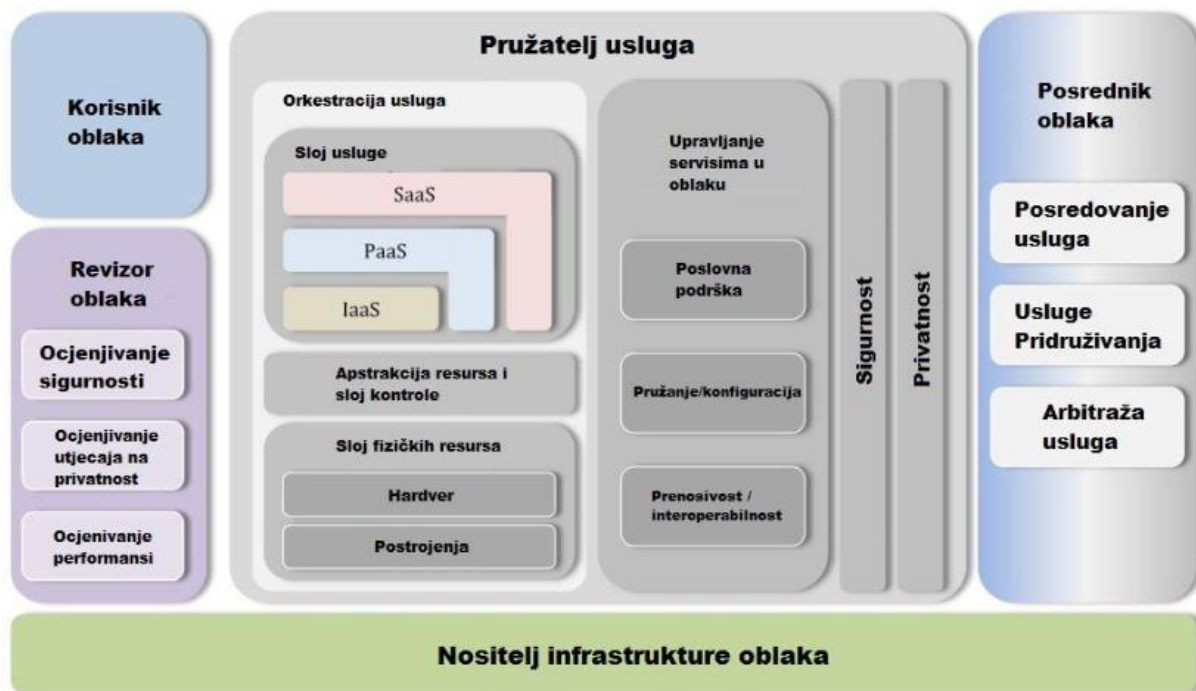 Korisnik
oblaka
Revizor
oblaka
Ocjenjivanje
sigurnosti
Ocjenjivanje
utjecaja na
privatnost
Ocjenivanje
performansi
Pružatelj usluga
Orkestracija usluga
Sloj usluge
SaaS
PaaS
IaaS
Apstrakcija resursa i
sloj kontrole
Sloj fizičkih resursa
Hardver
Postrojenja
Upravljanje
servisima u
oblaku
Poslovna
podrška
Pružanje/konfiguracija
Prenosivost /
interoperabilnost
Sigurnost
Privatnost
Posrednik
oblaka
Posredovanje
usluga
Usluge
Pridruživanja
Arbitraža
usluga
Nositelj infrastrukture oblaka